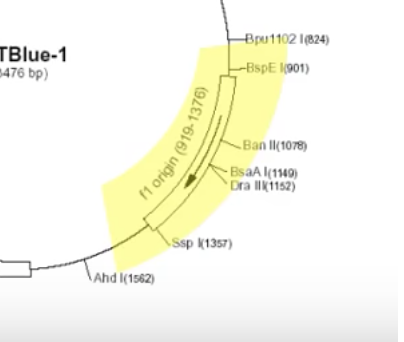 TBlue-1
3476 bp)
Bpu1102 I(824)
BspE I(901)
f1 origin (919-1376)
Ban II(1078)
BsaA I(1149)
Dra III(1152)
Ssp I(1357)
Ahd I(1562)